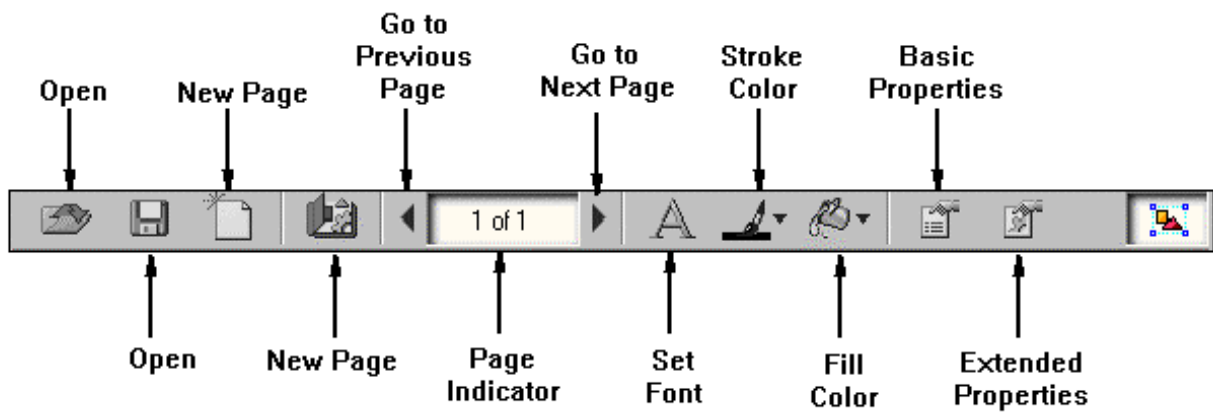 Open
New Page
Go to
Previous
Page
Go to
Next Page
Stroke
Color
Basic
Properties
1 of 1
A
Open
New Page
Page
Indicator
Set
Font
Fill
Color
Extended
Properties